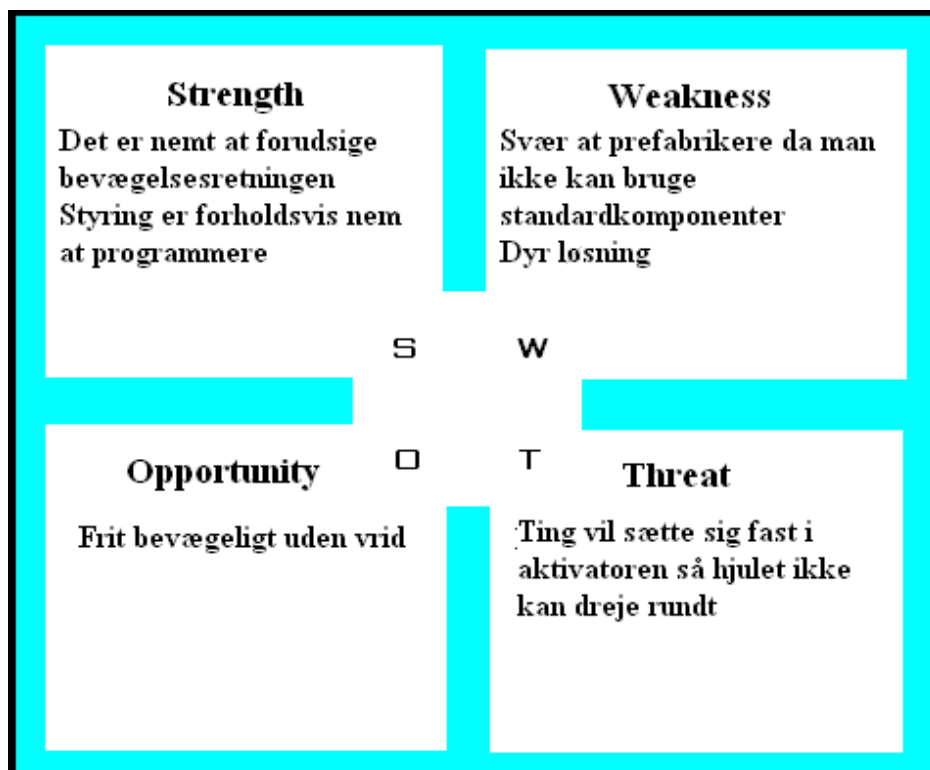 Strength
Det er nemt at forudsige
bevægelsesretningen
Styring er forholdsvis nem
at programmere
Weakness
Svær at prefabrikere da man
ikke kan bruge
standardkomponenter
Dyr løsning
S W
O T
Opportunity
Frit bevægeligt uden vrid
Threat
Ting vil sætte sig fast i
aktivatoren så hjulet ikke
kan dreje rundt